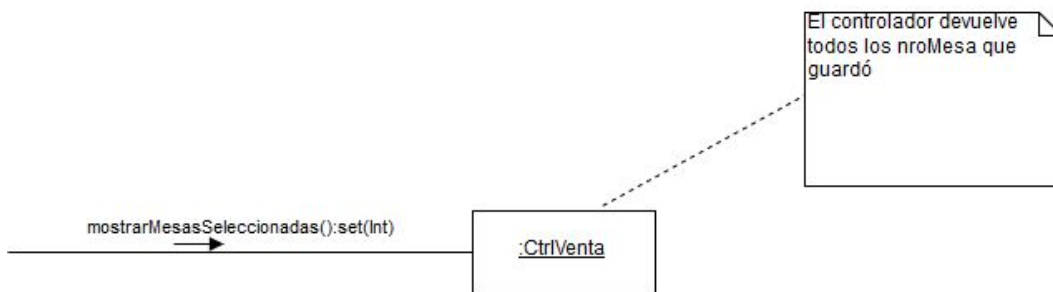 El controlador devuelve
todos los nroMesa que
guardó
mostrarMesasSeleccionadas():set(Int)
:CtrlVenta